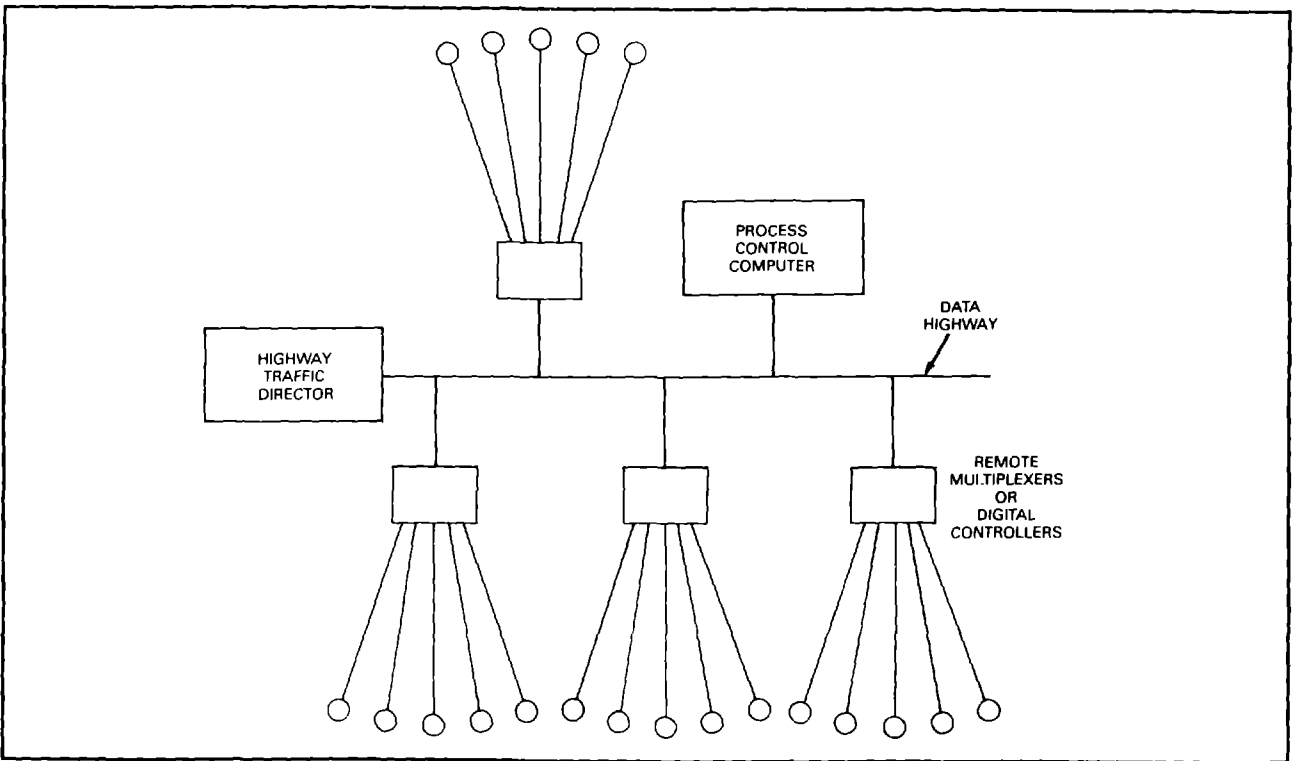 PROCESS
CONTROL
COMPUTER
DATA
HIGHWAY
HIGHWAY
TRAFFIC
DIRECTOR
REMOTE
MULTIPLEXERS
OR
DIGITAL
CONTROLLERS